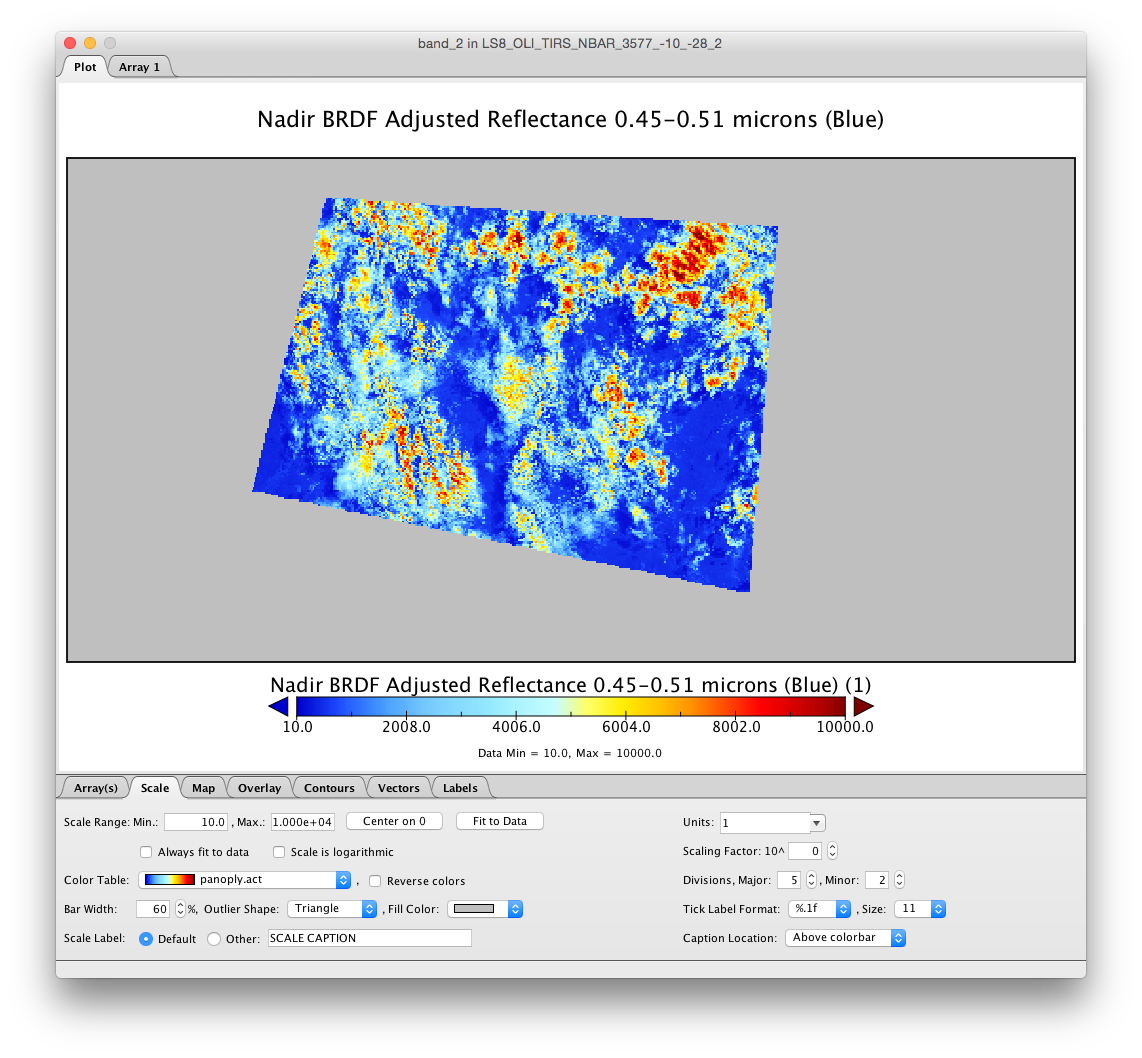 band_2 in LS8_OLI_TIRS_NBAR_3577_-10_-28_2
Plot Array 1
Nadir BRDF Adjusted Reflectance 0.45−0.51 microns (Blue)
Nadir BRDF Adjusted Reflectance 0.45−0.51 microns (Blue) (1)
10.0 2008.0 4006.0 6004.0 8002.0 10000.0
Data Min = 10.0, Max = 10000.0
Array(s) Scale Map Overlay Contours Vectors Labels
Scale Range: Min.: 10.0 , Max.: 1.000e+04 Center on 0 Fit to Data Units: 1
Always fit to data Scale is logarithmic Scaling Factor: 10^ 0
Color Table: panoply.act , Reverse colors Divisions, Major: 5 , Minor: 2
Bar Width: 60 %, Outlier Shape: Triangle , Fill Color: Tick Label Format: %.1f , Size: 11
Scale Label: Default Other: SCALE CAPTION Caption Location: Above colorbar